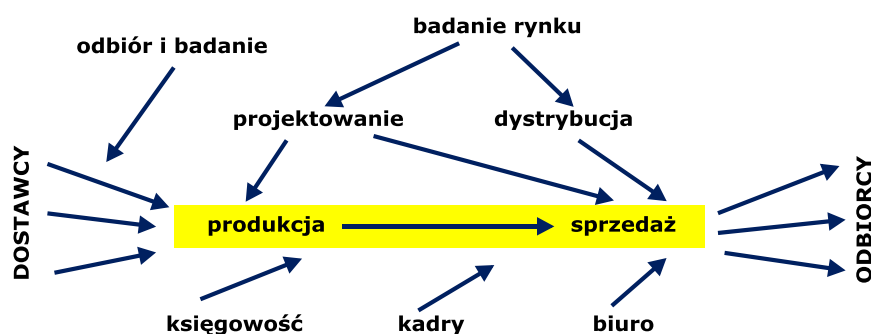 badanie rynku
odbiór i badanie
projektowanie
dystrybucja
DOSTAWCY
produkcja
sprzedaż
ODBIORCY
księgowość
kadry
biuro